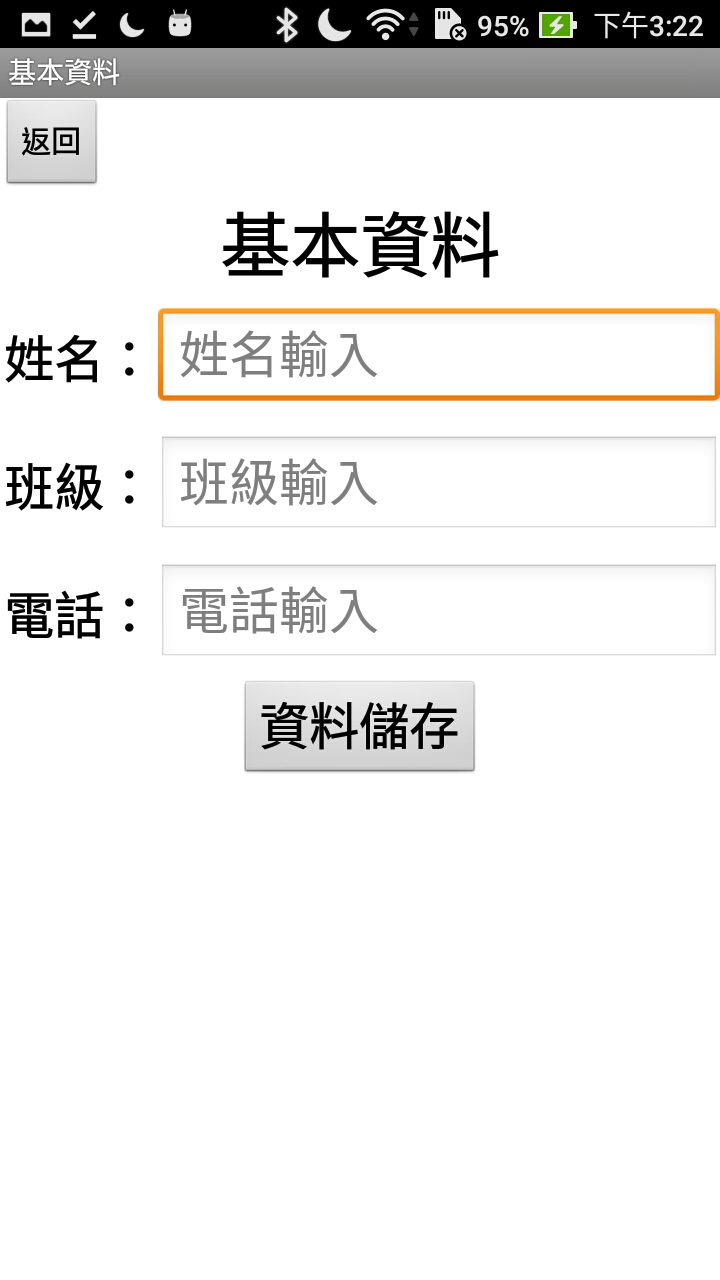 95% 下午3:22
基本資料
返回
基本資料
姓名： 姓名輸入
班級： 班級輸入
電話： 電話輸入
資料儲存